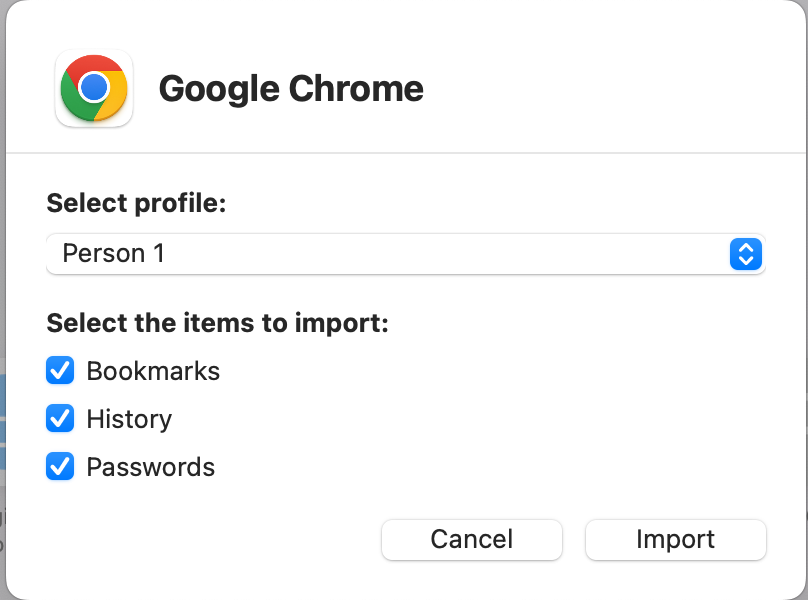 Google Chrome
Select profile:
Person 1
Select the items to import:
Bookmarks
History
Passwords
Cancel Import